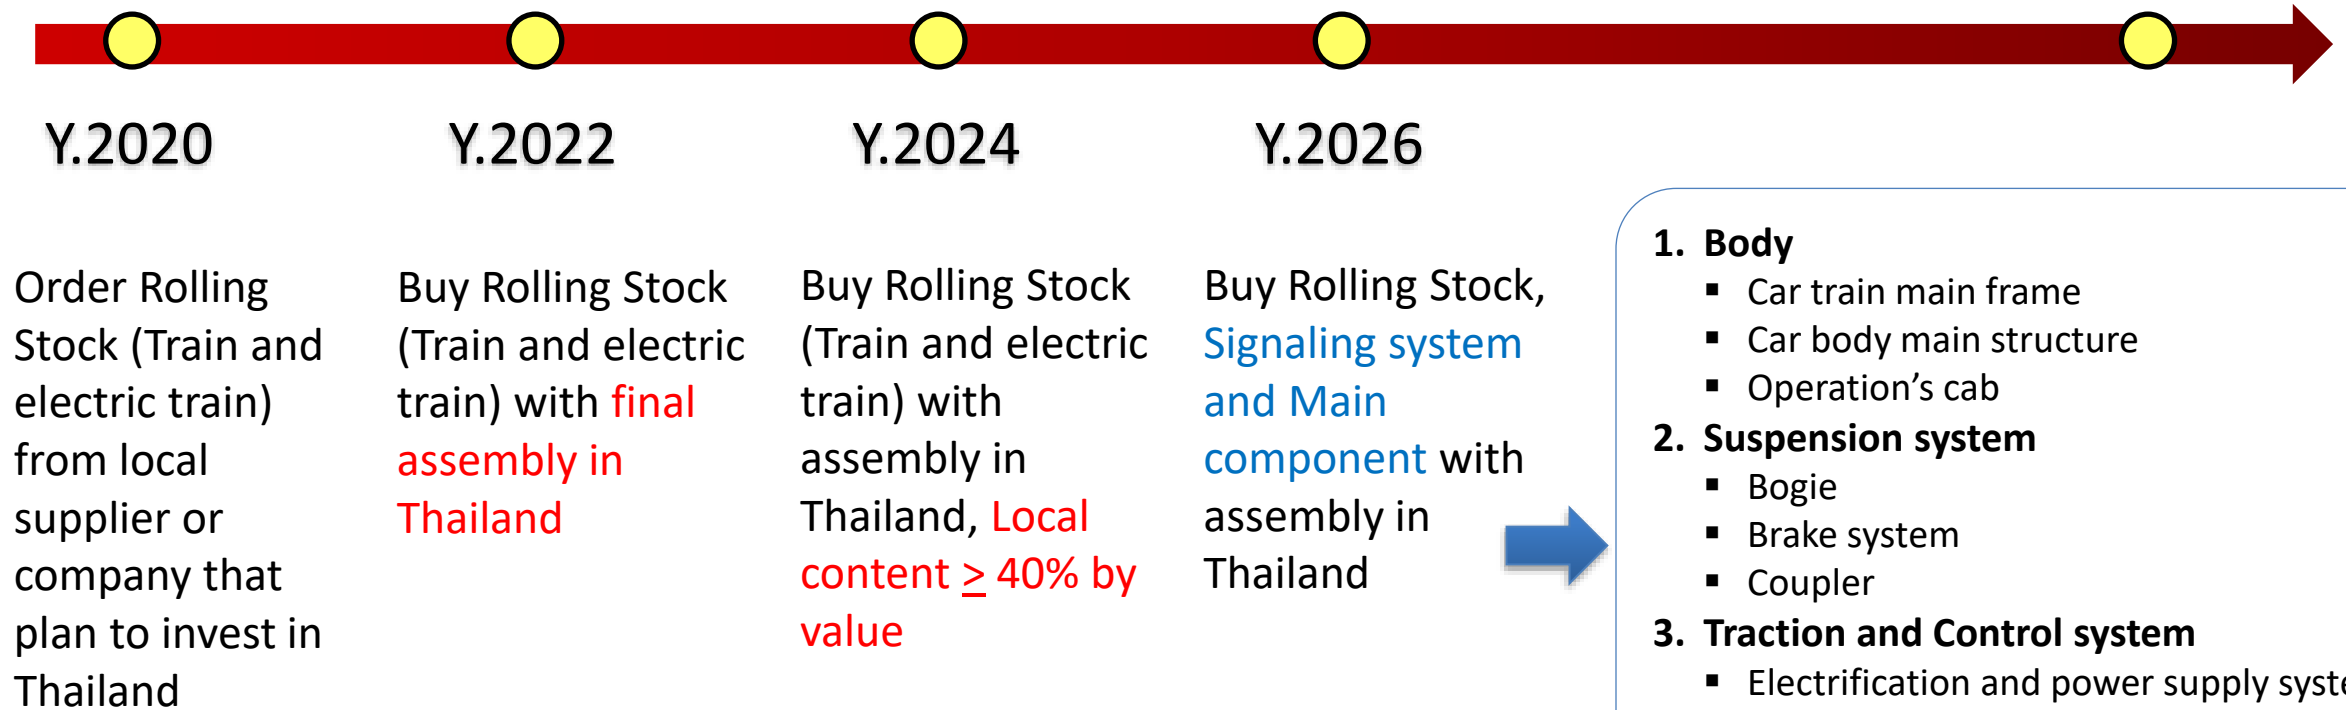 Y.2020
Y.2022
Y.2024
Y.2026
Order Rolling
Stock (Train and
electric train)
from local
supplier or
company that
plan to invest in
Thailand
Buy Rolling Stock
(Train and electric
train) with final
assembly in
Thailand
Buy Rolling Stock
(Train and electric
train) with
assembly in
Thailand, Local
content ≥ 40% by
value
Buy Rolling Stock,
Signaling system
and Main
component with
assembly in
Thailand
1. Body
▪ Car train main frame
▪ Car body main structure
▪ Operation’s cab
2. Suspension system
▪ Bogie
▪ Brake system
▪ Coupler
3. Traction and Control system
▪ Electrification and power supply